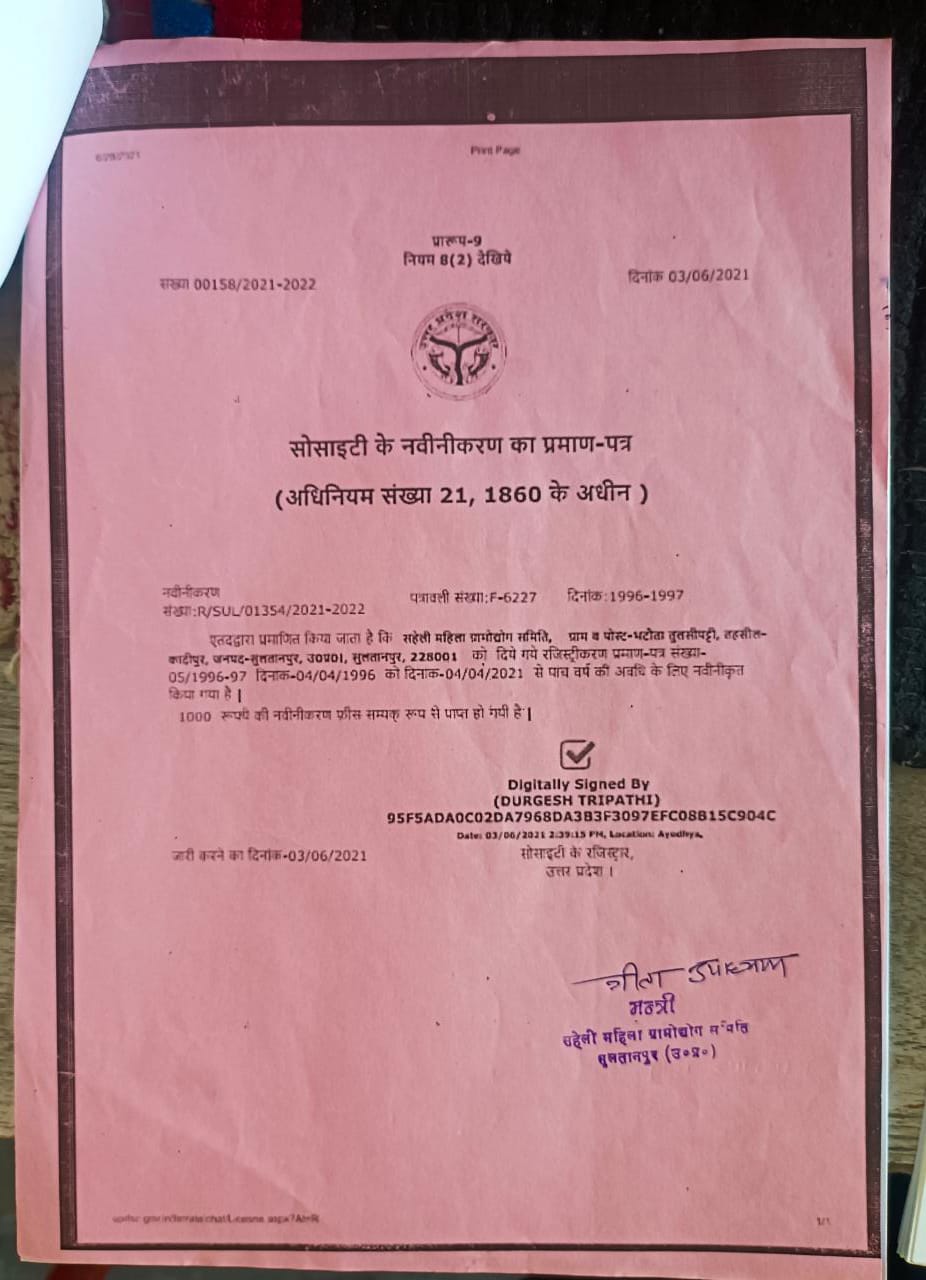 6/28/2021
Print Page
प्रारूप-9
नियम 8(2) देखिये
संख्या 00158/2021-2022
दिनांक 03/06/2021
उत्तर प्रदेश सरकार
सोसाइटी के नवीनीकरण का प्रमाण-पत्र
(अधिनियम संख्या 21, 1860 के अधीन )
नवीनीकरण
संख्या:R/SUL/01354/2021-2022
पत्रावली संख्या:F-6227
दिनांक:1996-1997
एतदद्वारा प्रमाणित किया जाता है कि सहेली महिला ग्रामोद्योग समिति, ग्राम व पोस्ट-भटोता तुलसीपट्टी, तहसील-
कादीपुर, जनपद-सुलतानपुर, उ0प्र0।, सुलतानपुर, 228001 को दिये गये रजिस्ट्रीकरण प्रमाण-पत्र संख्या-
05/1996-97 दिनांक-04/04/1996 को दिनांक-04/04/2021 से पांच वर्ष की अवधि के लिए नवीनीकृत
किया गया है |
1000 रूपये की नवीनीकरण फ़ीस सम्यक् रूप से प्राप्त हो गयी है |
Digitally Signed By
(DURGESH TRIPATHI)
95F5ADA0C02DA7968DA3B3F3097EFC08B15C904C
Date: 03/06/2021 2:39:15 PM, Location: Ayodhya.
जारी करने का दिनांक-03/06/2021
सोसाइटी के रजिस्ट्रार,
उत्तर प्रदेश ।
गीता उपाध्याय
मन्त्री
सहेली महिला ग्रामोद्योग समिति
सुलतानपुर (उ०प्र०)
1/1